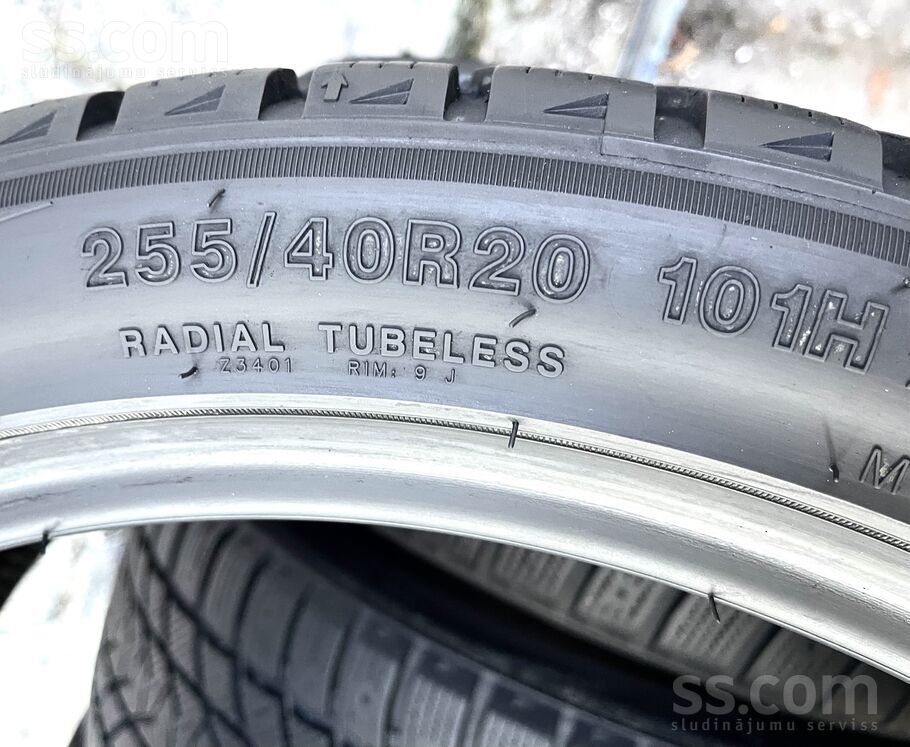 ss.com
sludinājumu serviss
255/40R20 101H
RADIAL TUBELESS
Z3401 RIM: 9 J
M
ss.com
sludinājumu serviss